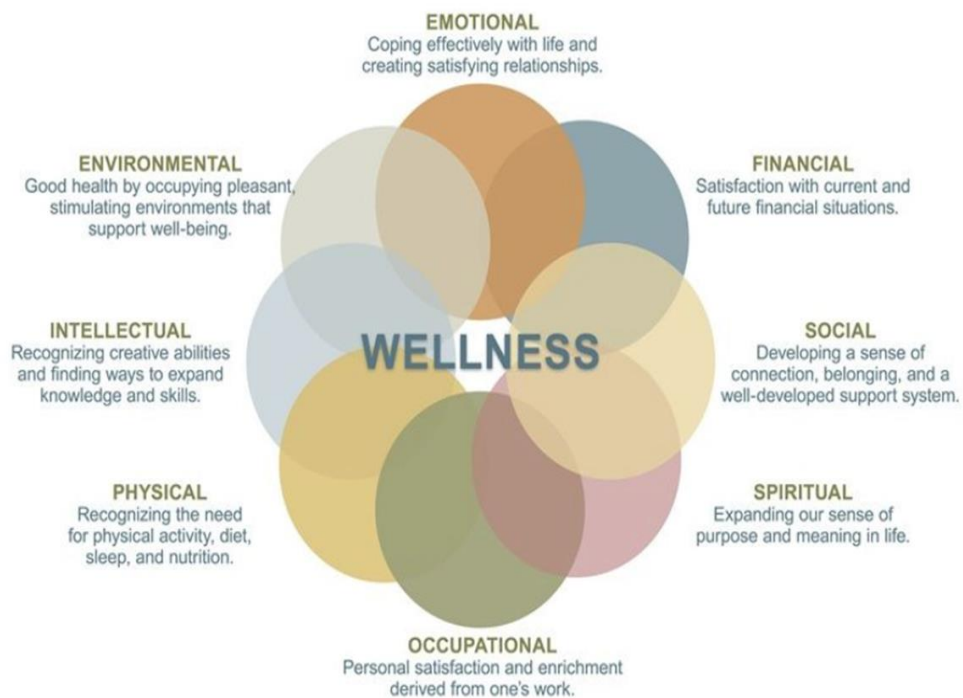 EMOTIONAL
Coping effectively with life and
creating satisfying relationships.
ENVIRONMENTAL
Good health by occupying pleasant,
stimulating environments that
support well-being.
FINANCIAL
Satisfaction with current and
future financial situations.
INTELLECTUAL
Recognizing creative abilities
and finding ways to expand
knowledge and skills.
WELLNESS
SOCIAL
Developing a sense of
connection, belonging, and a
well-developed support system.
PHYSICAL
Recognizing the need
for physical activity, diet,
sleep, and nutrition.
SPIRITUAL
Expanding our sense of
purpose and meaning in life.
OCCUPATIONAL
Personal satisfaction and enrichment
derived from one's work.